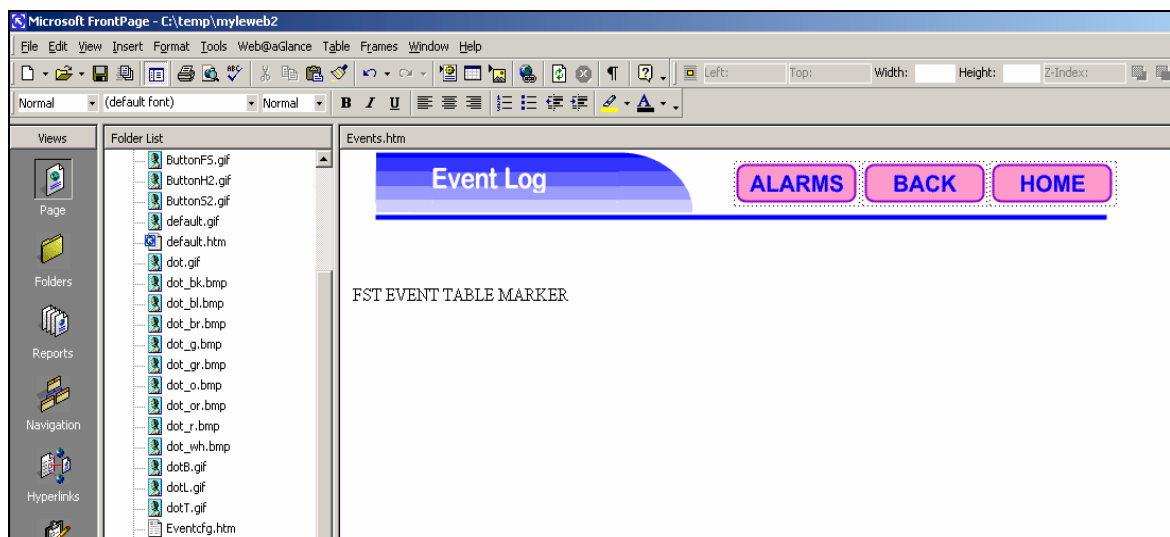 Microsoft FrontPage - C:\temp\myleweb2
File Edit View Insert Format Tools Web@aGlance Table Frames Window Help
Left: Top: Width: Height: Z-Index:
Normal (default font) Normal B I U A
Views
Page
Folders
Reports
Navigation
Hyperlinks
Folder List
ButtonFS.gif
ButtonH2.gif
ButtonS2.gif
default.gif
default.htm
dot.gif
dot_bk.bmp
dot_bl.bmp
dot_br.bmp
dot_g.bmp
dot_gr.bmp
dot_o.bmp
dot_or.bmp
dot_r.bmp
dot_wh.bmp
dotB.gif
dotL.gif
dotT.gif
Eventcfg.htm
Events.htm
Event Log ALARMS BACK HOME
FST EVENT TABLE MARKER